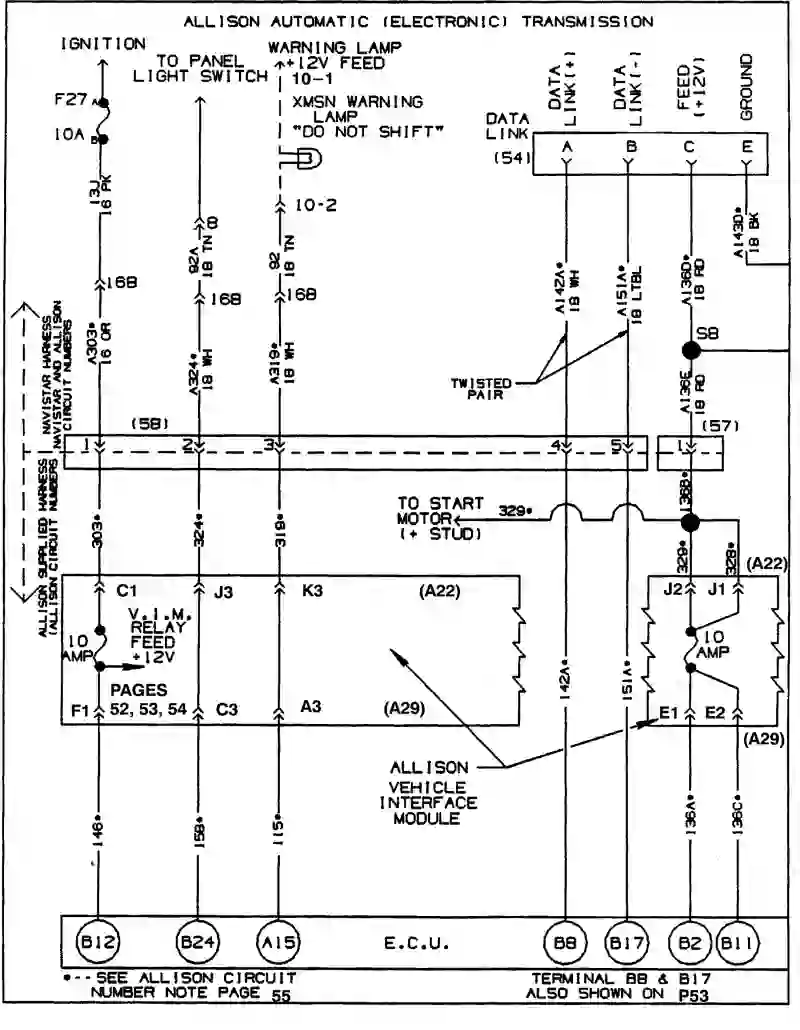 ALLISON AUTOMATIC (ELECTRONIC) TRANSMISSION
IGNITION
TO PANEL
LIGHT SWITCH
WARNING LAMP
+12V FEED
10-1
XMSN WARNING
LAMP
"DO NOT SHIFT"
F27 A
10A B
DATA
LINK(+)
DATA
LINK(-)
FEED
(+12V)
GROUND
DATA
LINK
(54)
A
B
C
E
13J
16 PK
8
10-2
92A
18 TN
92
18 TN
A142A*
18 WH
A151A*
18 LTBL
A136D*
18 RD
A143D*
18 BK
16B
16B
16B
A303*
16 OR
A324*
18 WH
A319*
18 WH
S8
TWISTED
PAIR
A136E
18 RD
NAVISTAR HARNESS
NAVISTAR AND ALLISON
CIRCUIT NUMBERS
(58)
(57)
1
2
3
4
5
1
ALLISON SUPPLIED HARNESS
(ALLISON CIRCUIT NUMBERS
303*
324*
319*
TO START
MOTOR
(+ STUD)
329*
136B*
329*
328*
C1
J3
K3
(A22)
J2
J1
(A22)
V.I.M.
RELAY
FEED
+12V
10
AMP
10
AMP
PAGES
52, 53, 54
F1
C3
A3
(A29)
142A*
151A*
E1
E2
(A29)
ALLISON
VEHICLE
INTERFACE
MODULE
146*
158*
115*
136A*
136C*
B12
B24
A15
E.C.U.
B8
B17
B2
B11
*-- SEE ALLISON CIRCUIT
NUMBER NOTE PAGE 55
TERMINAL B8 & B17
ALSO SHOWN ON P53